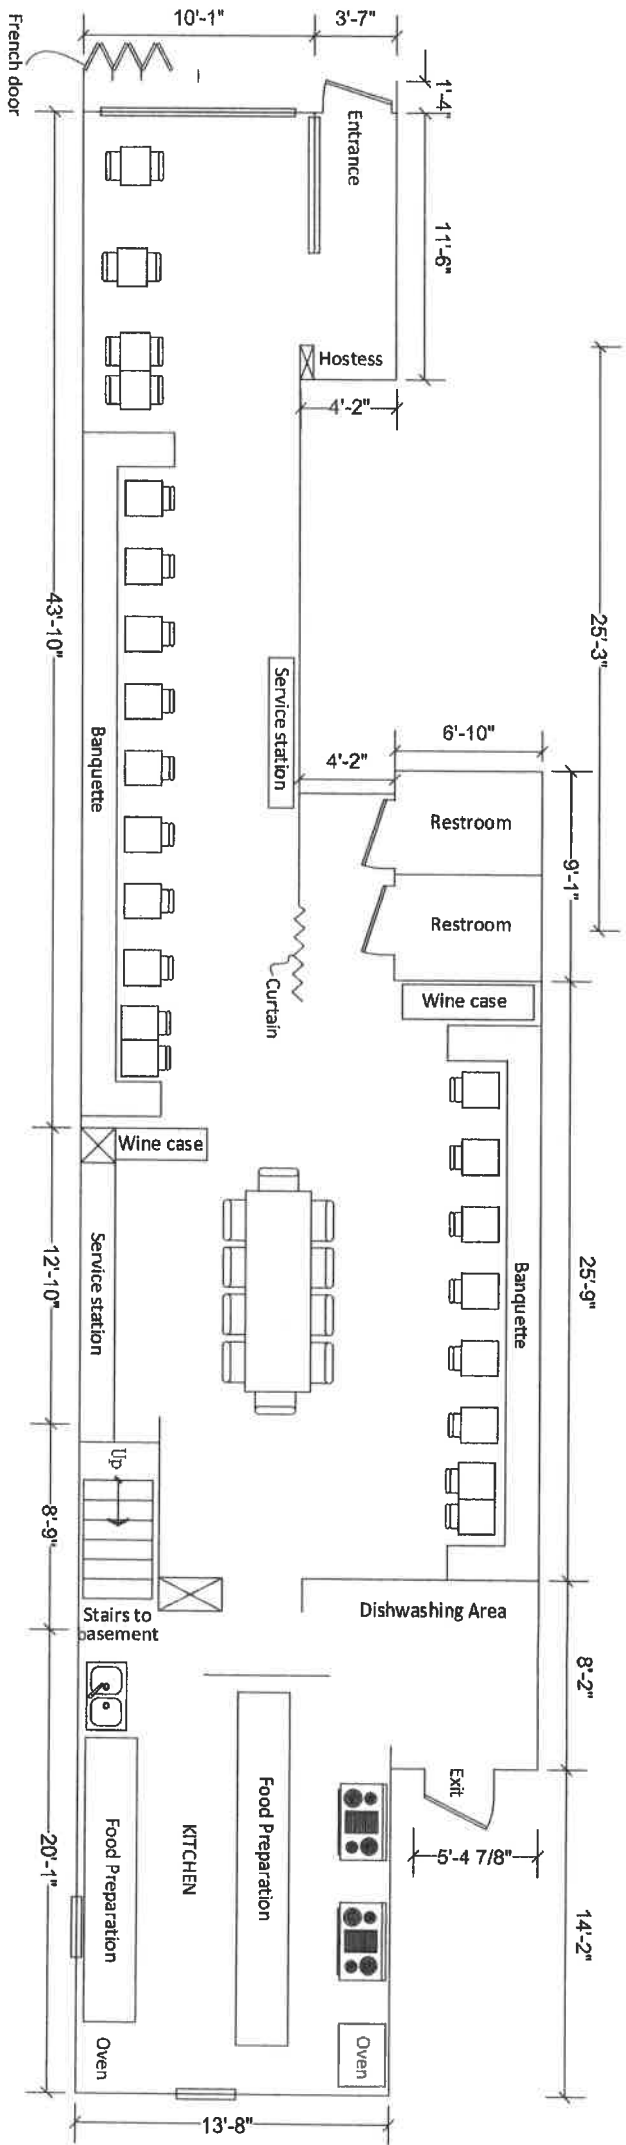 10'-1"
3'-7"
French door
1'-4"
Entrance
11'-6"
Hostess
4'-2"
25'-3"
43'-10"
Banquette
Service station
4'-2"
6'-10"
Restroom
9'-1"
Restroom
Curtain
Wine case
Wine case
25'-9"
Banquette
Service station
12'-10"
Up
8'-9"
Stairs to
basement
Dishwashing Area
8'-2"
Exit
5'-4 7/8"
14'-2"
Food Preparation
KITCHEN
Food Preparation
20'-1"
Oven
Oven
13'-8"